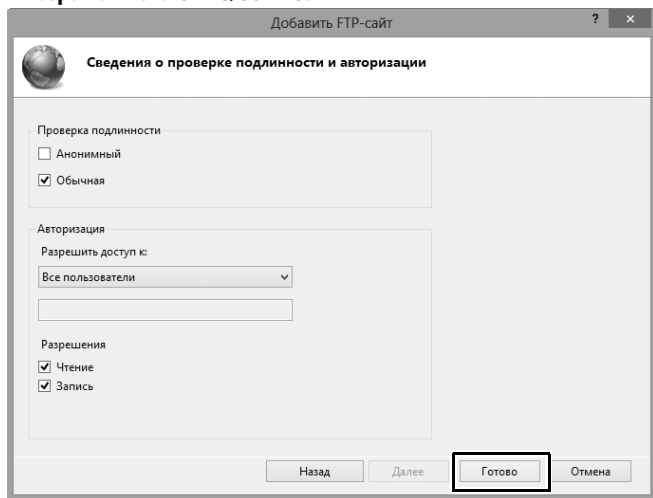 Добавить FTP-сайт
? ×
Сведения о проверке подлинности и авторизации
Проверка подлинности
Анонимный
Обычная
Авторизация
Разрешить доступ к:
Все пользователи
Разрешения
Чтение
Запись
Назад Далее Готово Отмена